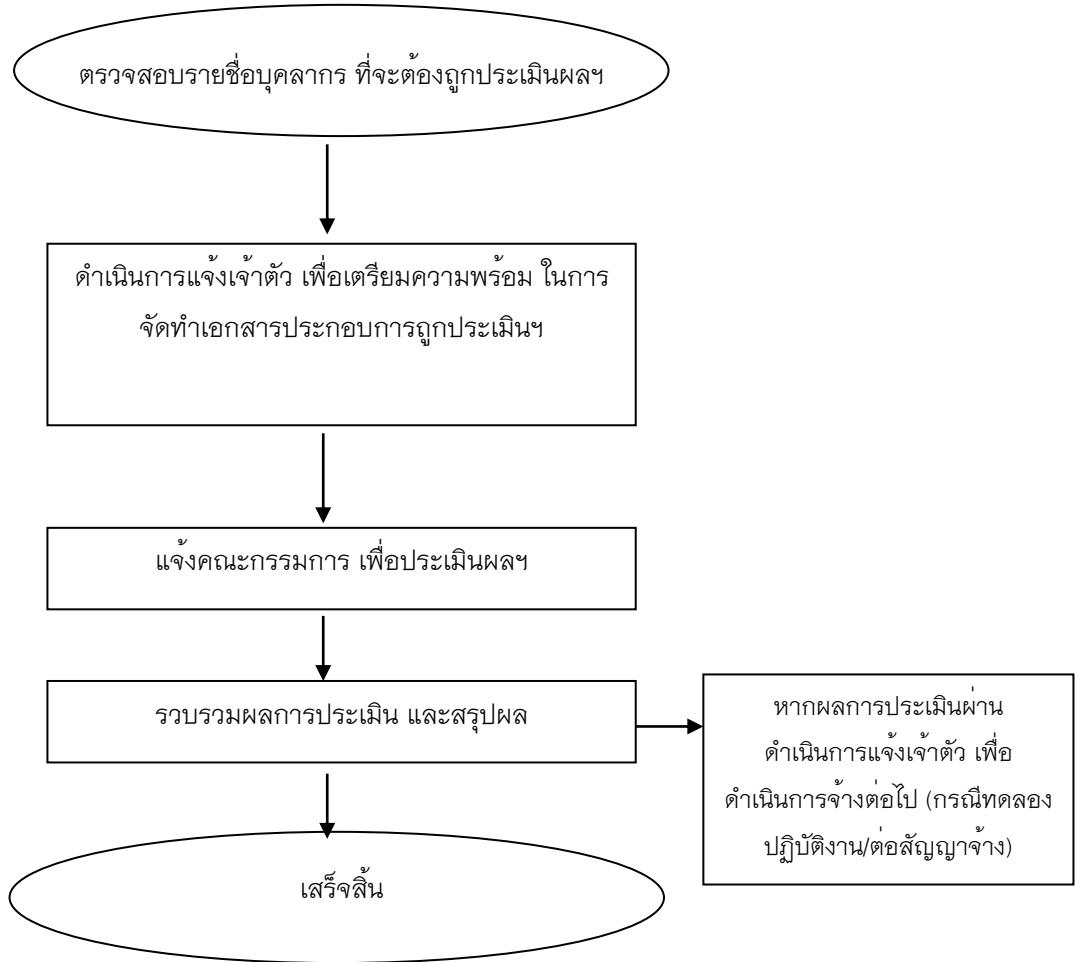 ตรวจสอบรายชื่อบุคลากร ที่จะต้องถูกประเมินผลฯ
ดำเนินการแจ้งเจ้าตัว เพื่อเตรียมความพร้อม ในการ
จัดทำเอกสารประกอบการถูกประเมินฯ
แจ้งคณะกรรมการ เพื่อประเมินผลฯ
รวบรวมผลการประเมิน และสรุปผล
หากผลการประเมินผ่าน
ดำเนินการแจ้งเจ้าตัว เพื่อ
ดำเนินการจ้างต่อไป (กรณีทดลอง
ปฏิบัติงาน/ต่อสัญญาจ้าง)
เสร็จสิ้น